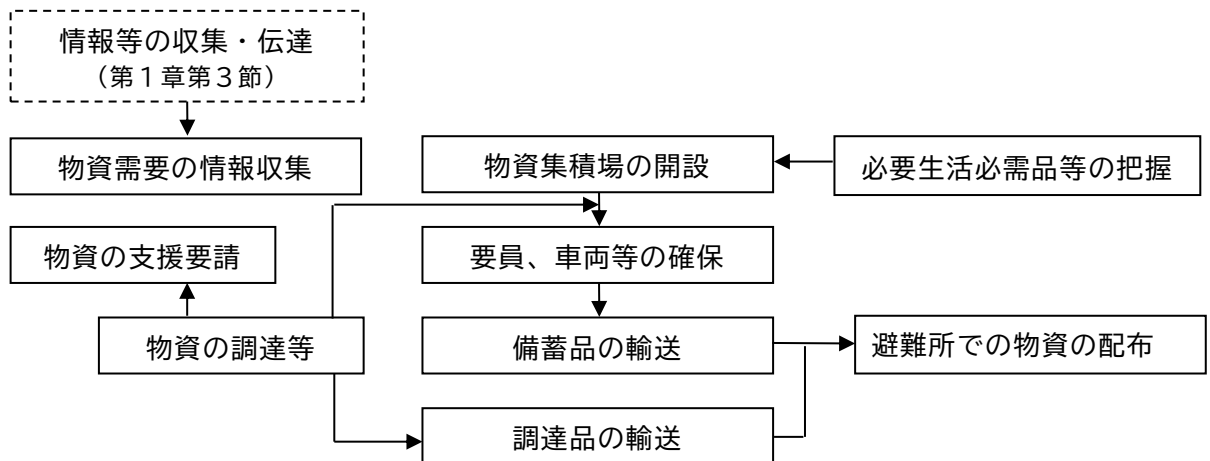 情報等の収集・伝達
（第１章第３節）
物資需要の情報収集
物資集積場の開設
必要生活必需品等の把握
物資の支援要請
要員、車両等の確保
物資の調達等
備蓄品の輸送
避難所での物資の配布
調達品の輸送